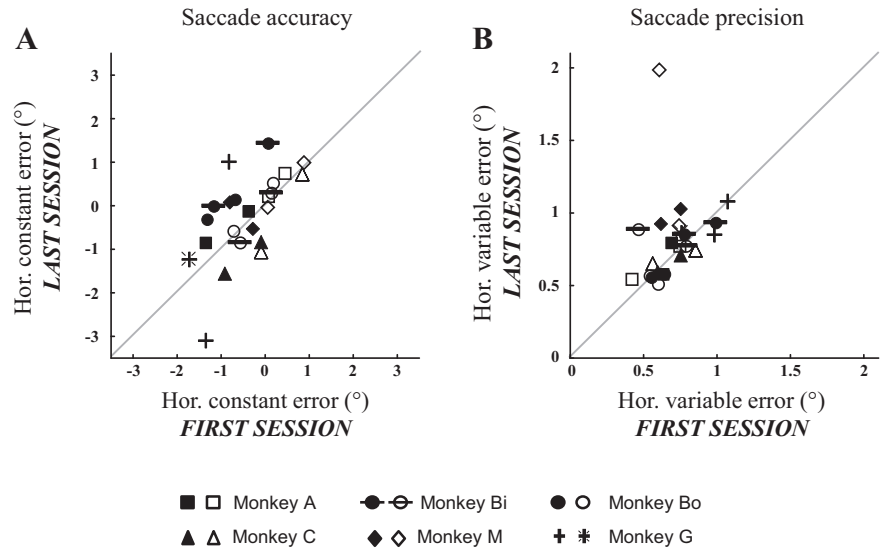 Saccade accuracy
Saccade precision
A
B
3
2
1
0
-1
-2
-3
-3 -2 -1 0 1 2 3
Hor. constant error (°)
LAST SESSION
Hor. constant error (°)
FIRST SESSION
2
1.5
1
0.5
0
0 0.5 1 1.5 2
Hor. variable error (°)
LAST SESSION
Hor. variable error (°)
FIRST SESSION
Monkey A
Monkey Bi
Monkey Bo
Monkey C
Monkey M
Monkey G